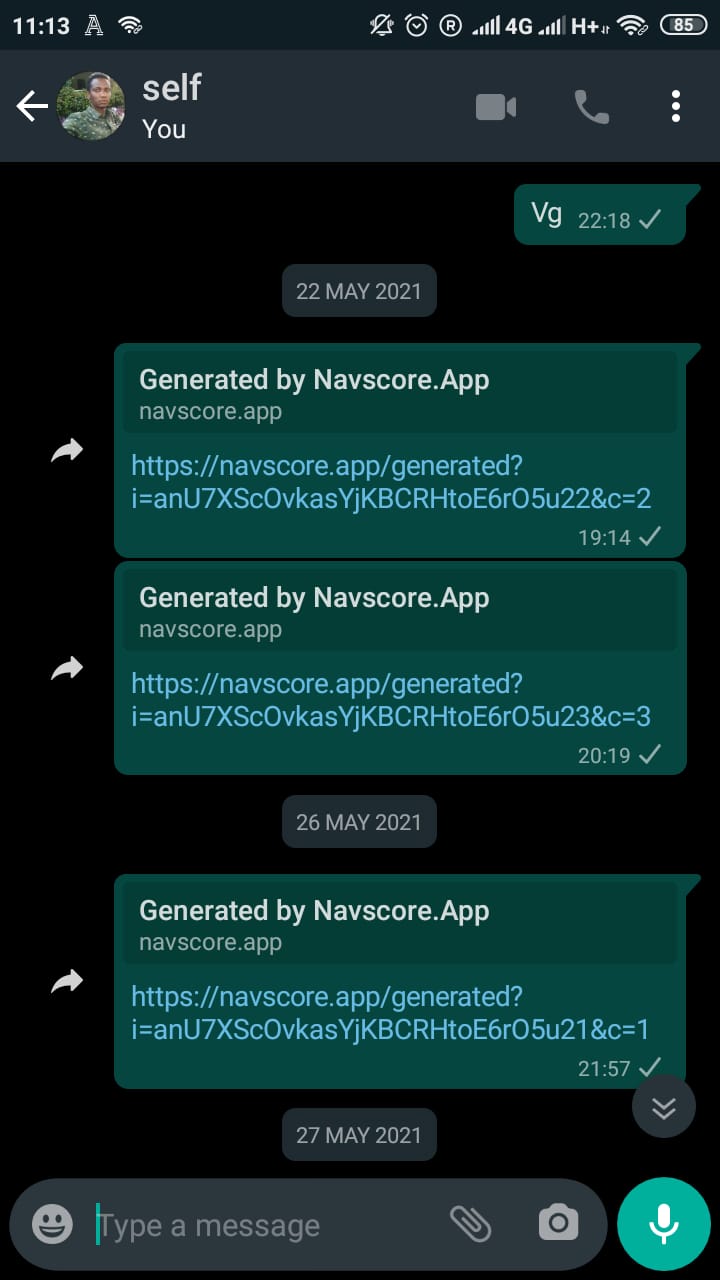 11:13
4G
H+
85
self
You
Vg 22:18
22 MAY 2021
Generated by Navscore.App
navscore.app
https://navscore.app/generated?
i=anU7XScOvkasYjKBCRHtoE6rO5u22&c=2
19:14
Generated by Navscore.App
navscore.app
https://navscore.app/generated?
i=anU7XScOvkasYjKBCRHtoE6rO5u23&c=3
20:19
26 MAY 2021
Generated by Navscore.App
navscore.app
https://navscore.app/generated?
i=anU7XScOvkasYjKBCRHtoE6rO5u21&c=1
21:57
27 MAY 2021
Type a message